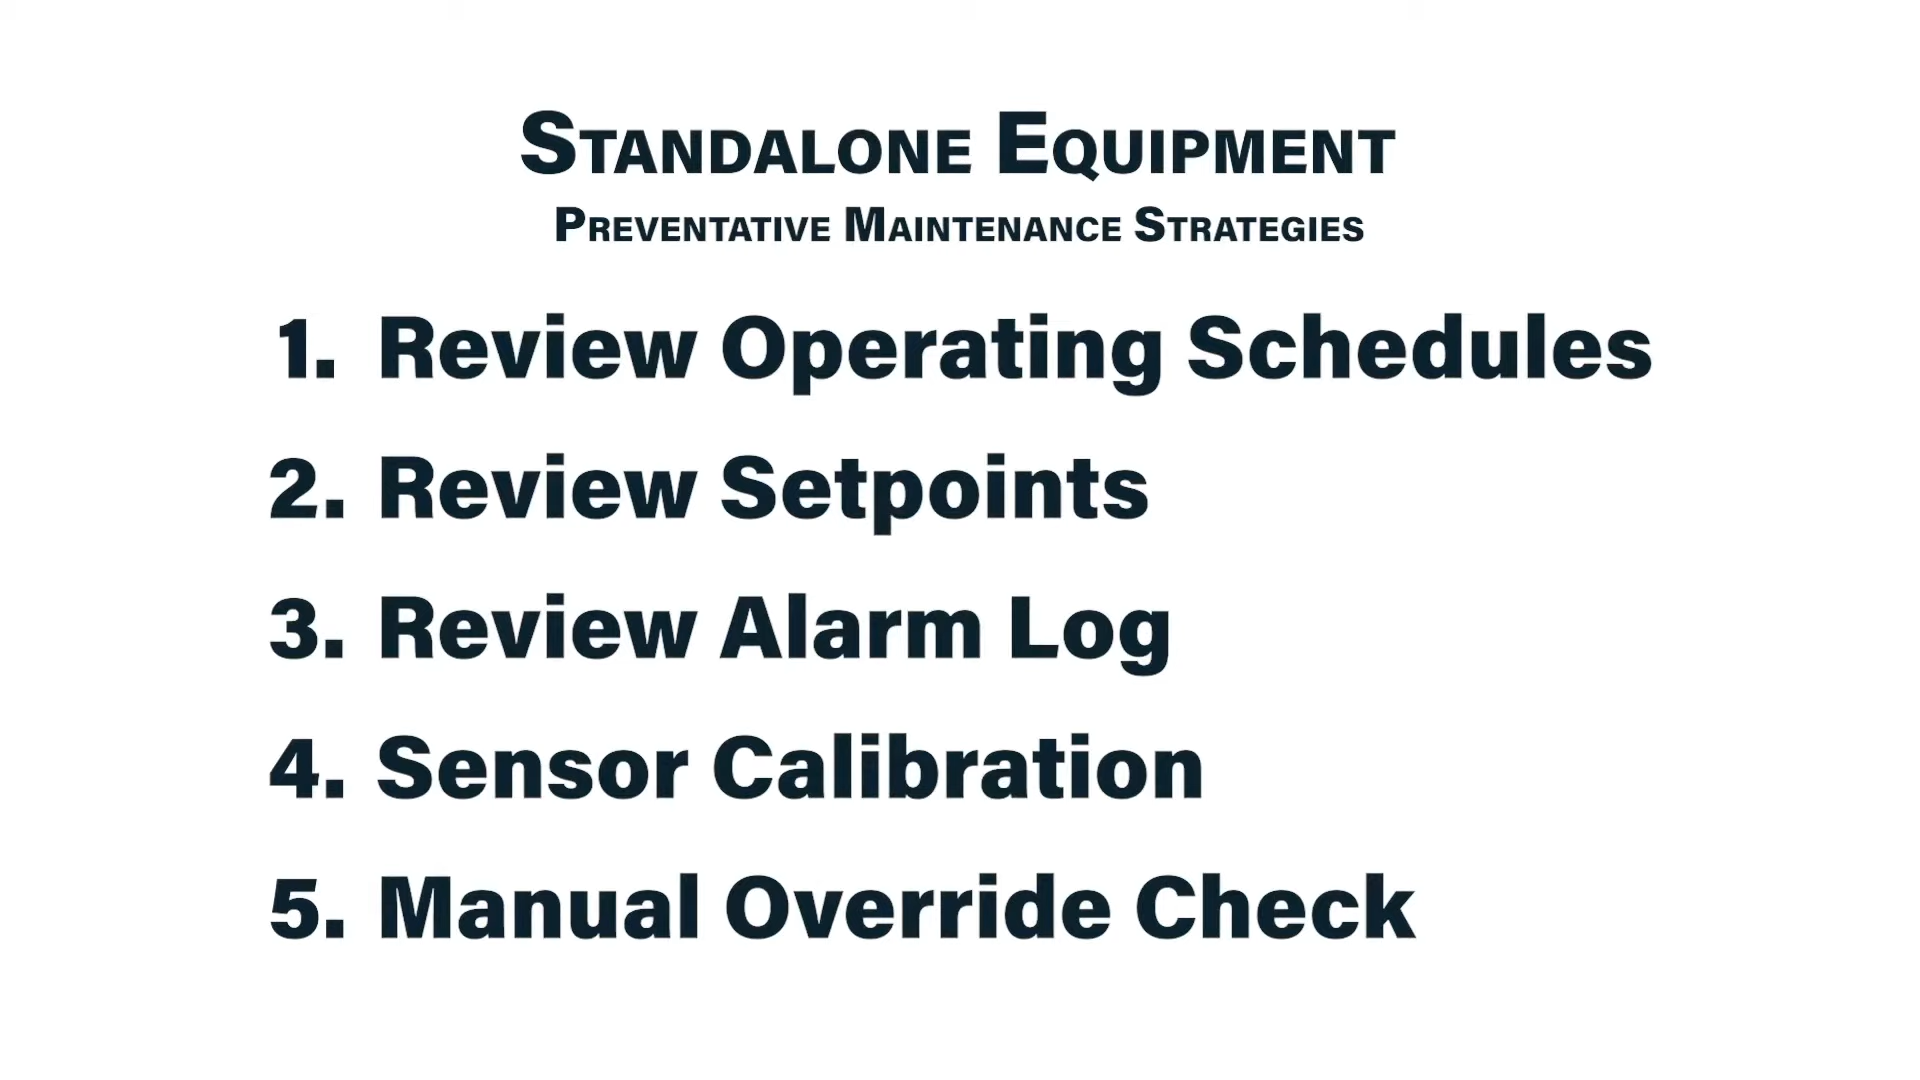 Standalone Equipment
Preventative Maintenance Strategies
1. Review Operating Schedules
2. Review Setpoints
3. Review Alarm Log
4. Sensor Calibration
5. Manual Override Check